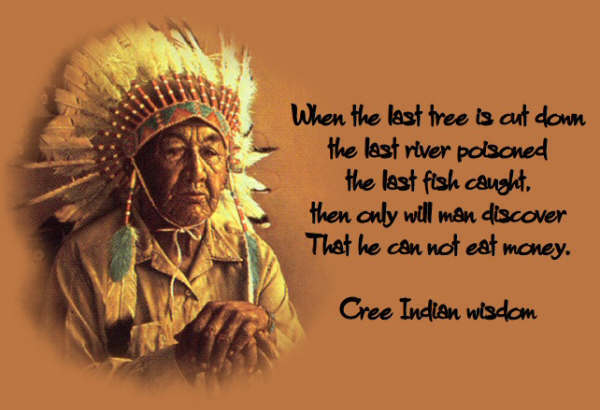 When the last tree is cut down
the last river poisoned
the last fish caught,
then only will man discover
That he can not eat money.
Cree Indian wisdom